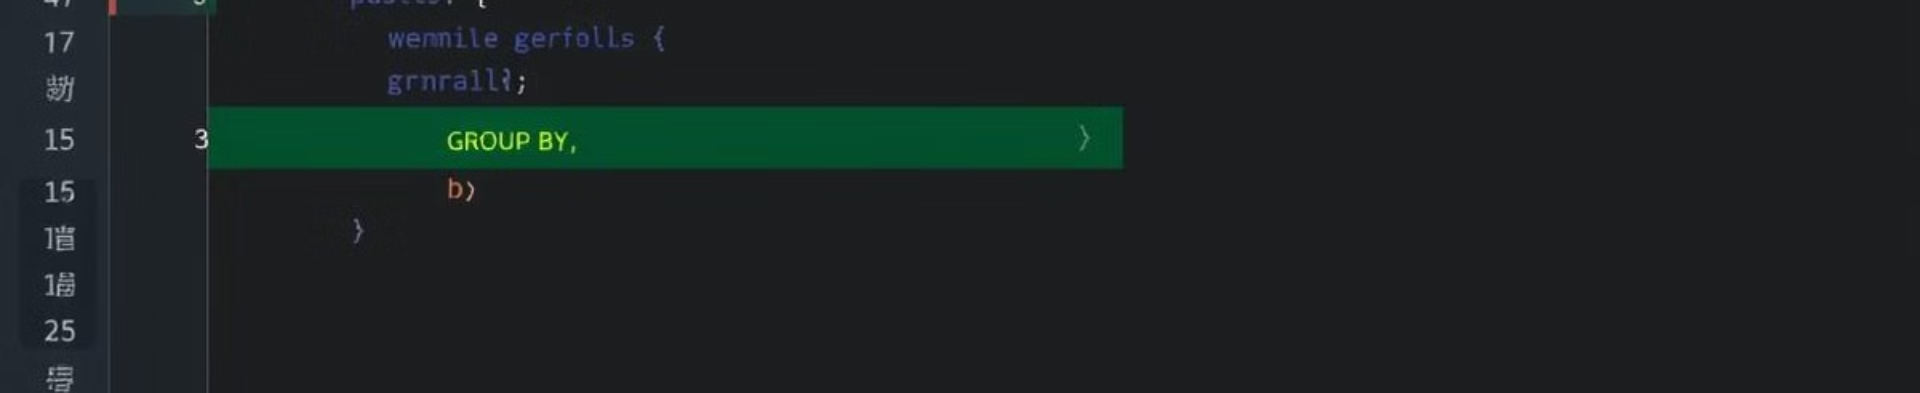 17
wemnile gerfolls {
grnrall};
15 3 GROUP BY, }
15 b)
}
25